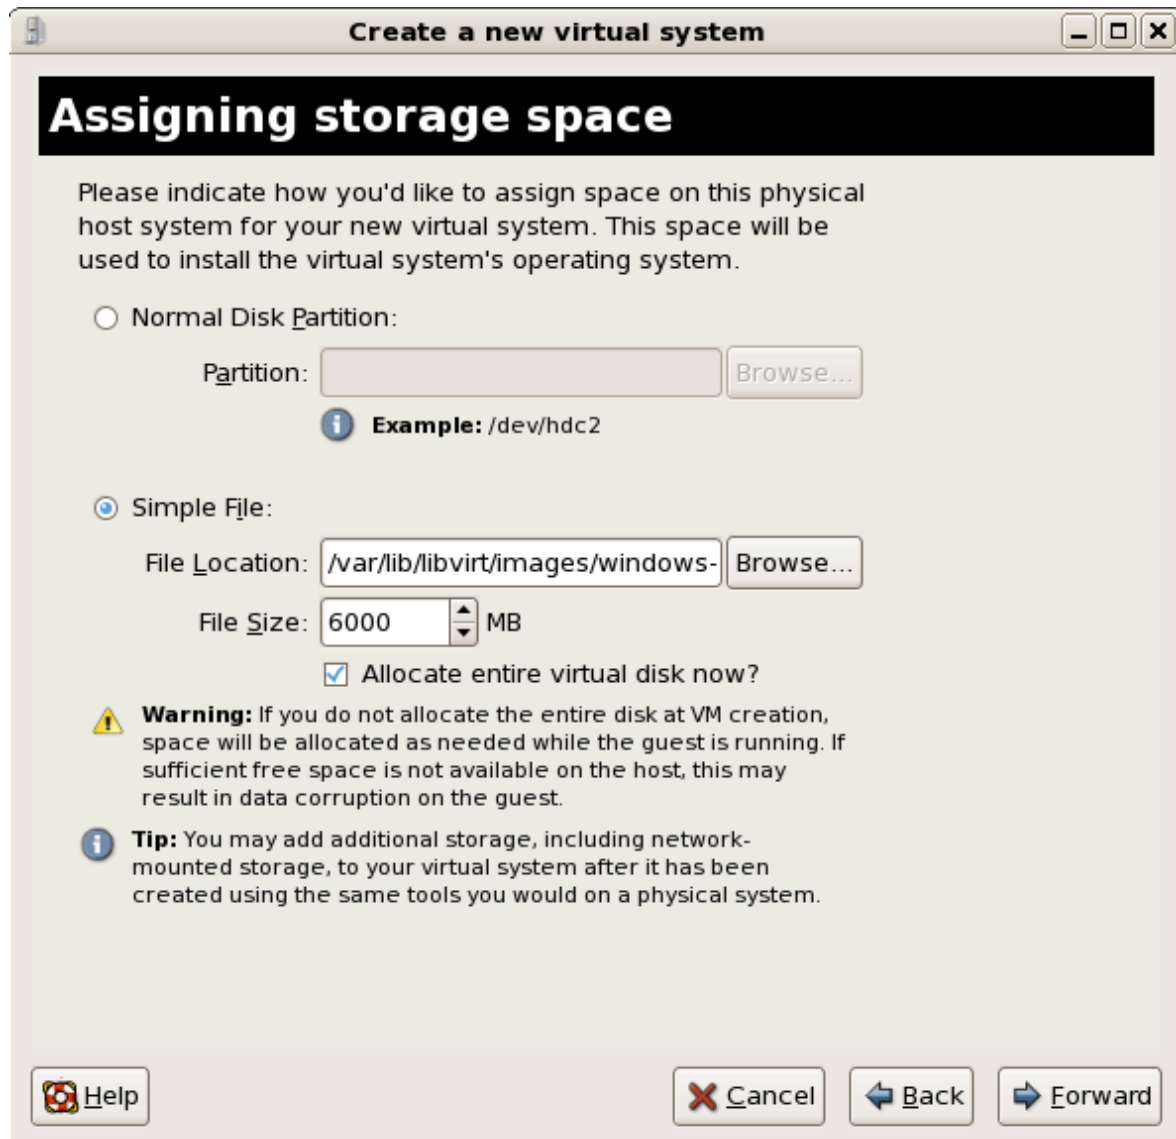 Create a new virtual system
Assigning storage space
Please indicate how you'd like to assign space on this physical
host system for your new virtual system. This space will be
used to install the virtual system's operating system.
Normal Disk Partition:
Partition:
Browse...
Example: /dev/hdc2
Simple File:
File Location: /var/lib/libvirt/images/windows- Browse...
File Size: 6000 MB
Allocate entire virtual disk now?
Warning: If you do not allocate the entire disk at VM creation,
space will be allocated as needed while the guest is running. If
sufficient free space is not available on the host, this may
result in data corruption on the guest.
Tip: You may add additional storage, including network-
mounted storage, to your virtual system after it has been
created using the same tools you would on a physical system.
Help Cancel Back Forward